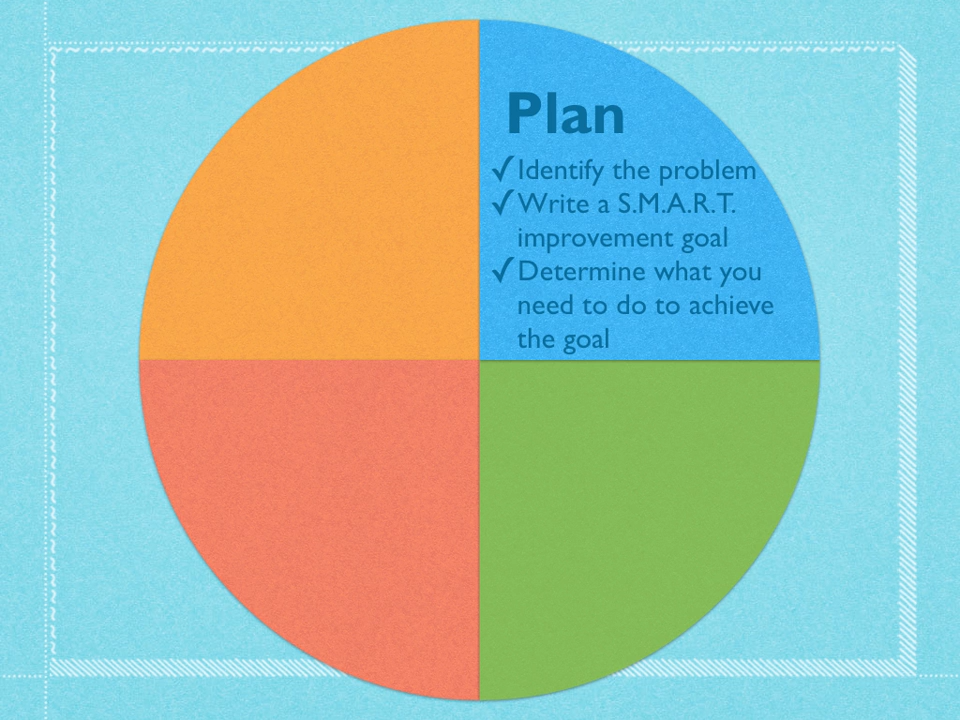 Plan
✓Identify the problem
✓Write a S.M.A.R.T.
improvement goal
✓Determine what you
need to do to achieve
the goal